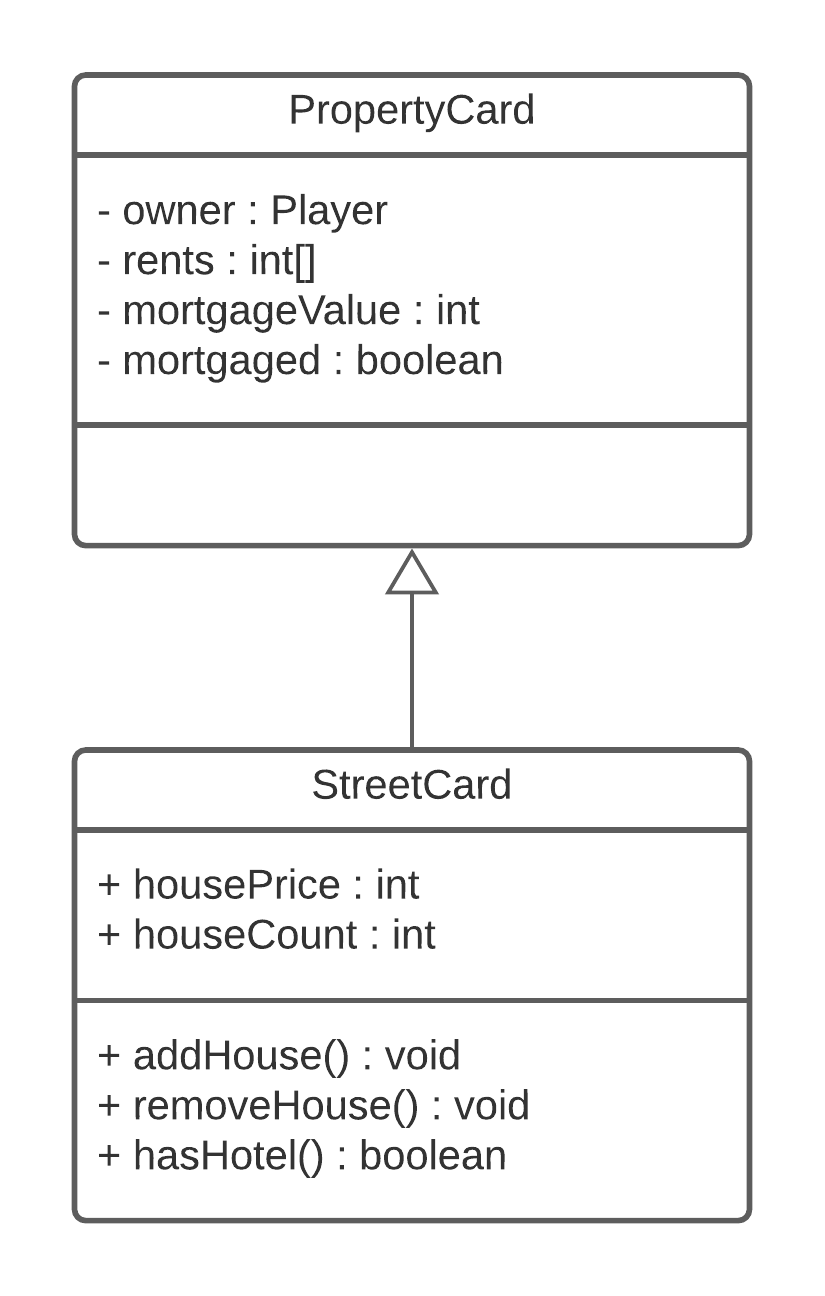 PropertyCard
- owner : Player
- rents : int[]
- mortgageValue : int
- mortgaged : boolean
StreetCard
+ housePrice : int
+ houseCount : int
+ addHouse() : void
+ removeHouse() : void
+ hasHotel() : boolean